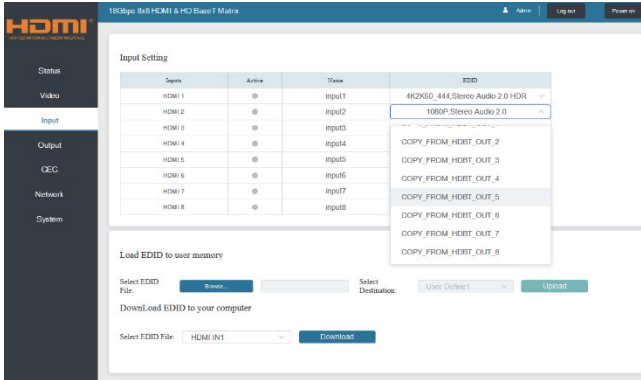 18Gbps 8x8 HDMI & HD BaseT Matrix
Admin
Log out
Power on
HDMI
Status
Video
Input
Output
CEC
Network
System
Input Setting
Inputs Active Name EDID
HDMI 1 input1 4K2K60_444,Stereo Audio 2.0 HDR
HDMI 2 input2 1080P,Stereo Audio 2.0
HDMI 3 input3
HDMI 4 input4 COPY_FROM_HDBT_OUT_2
HDMI 5 input5 COPY_FROM_HDBT_OUT_3
HDMI 6 input6 COPY_FROM_HDBT_OUT_4
HDMI 7 input7 COPY_FROM_HDBT_OUT_5
HDMI 8 input8 COPY_FROM_HDBT_OUT_6
COPY_FROM_HDBT_OUT_7
COPY_FROM_HDBT_OUT_8
Load EDID to user memory
Select EDID
File:
Browse...
Select
Destination:
User Define1
Upload
DownLoad EDID to your computer
Select EDID File: HDMI IN1 Download